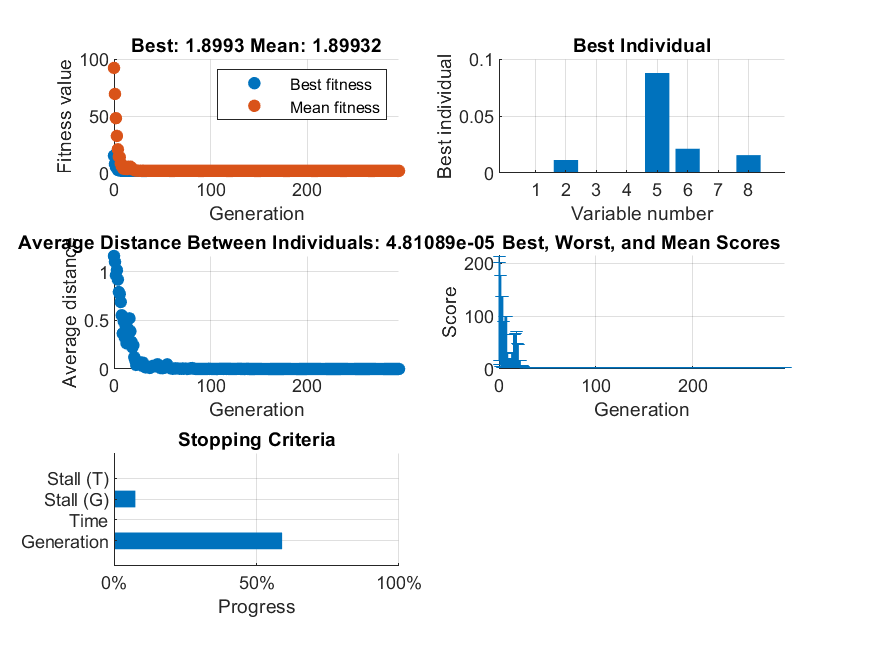 Best: 1.8993 Mean: 1.89932
Fitness value
100
50
0
0 100 200
Generation
Best fitness
Mean fitness
Best Individual
Best individual
0.1
0.05
0
1 2 3 4 5 6 7 8
Variable number
Average Distance Between Individuals: 4.81089e-05
Average distance
1
0.5
0
0 100 200
Generation
Best, Worst, and Mean Scores
Score
200
100
0
0 100 200
Generation
Stopping Criteria
Stall (T)
Stall (G)
Time
Generation
0% 50% 100%
Progress